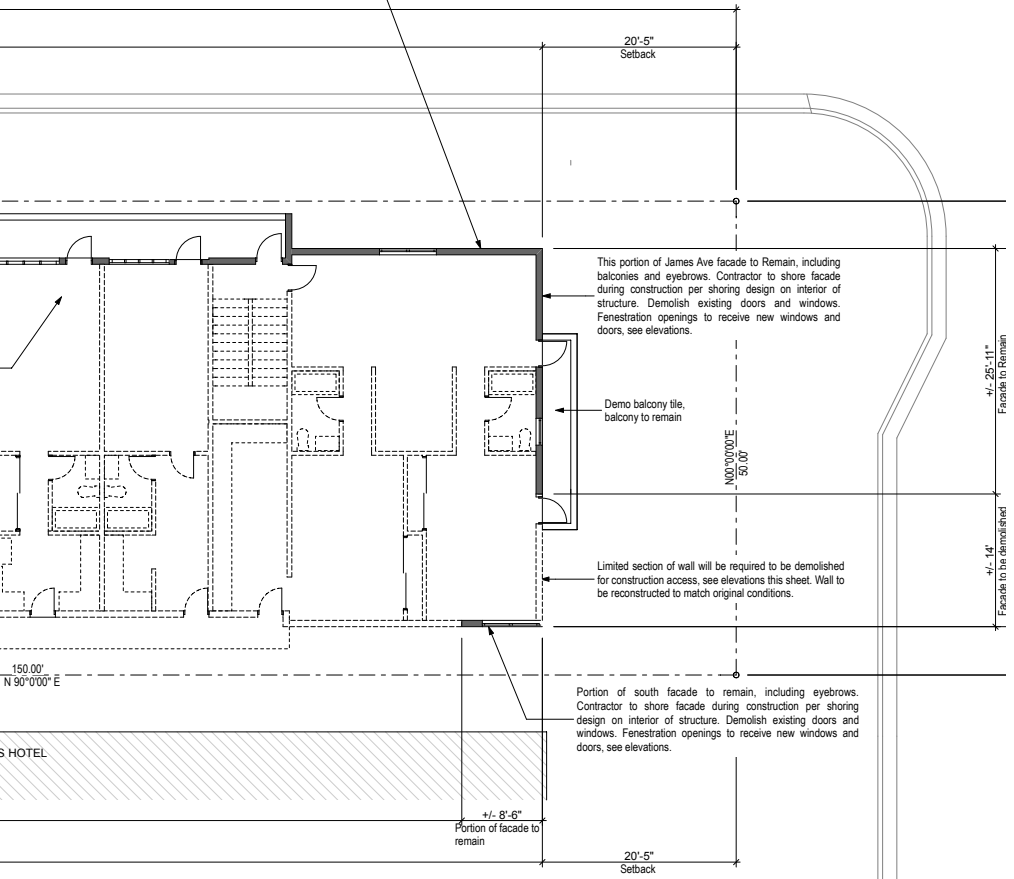 20'-5"
Setback
This portion of James Ave facade to Remain, including
balconies and eyebrows. Contractor to shore facade
during construction per shoring design on interior of
structure. Demolish existing doors and windows.
Fenestration openings to receive new windows and
doors, see elevations.
+/- 25'-11"
Facade to Remain
Demo balcony tile,
balcony to remain
N00°00'00"E
50.00'
+/- 14'
Facade to be demolished
Limited section of wall will be required to be demolished
for construction access, see elevations this sheet. Wall to
be reconstructed to match original conditions.
150.00'
N 90°0'00" E
Portion of south facade to remain, including eyebrows.
Contractor to shore facade during construction per shoring
design on interior of structure. Demolish existing doors and
windows. Fenestration openings to receive new windows and
doors, see elevations.
S HOTEL
+/- 8'-6"
Portion of facade to
remain
20'-5"
Setback